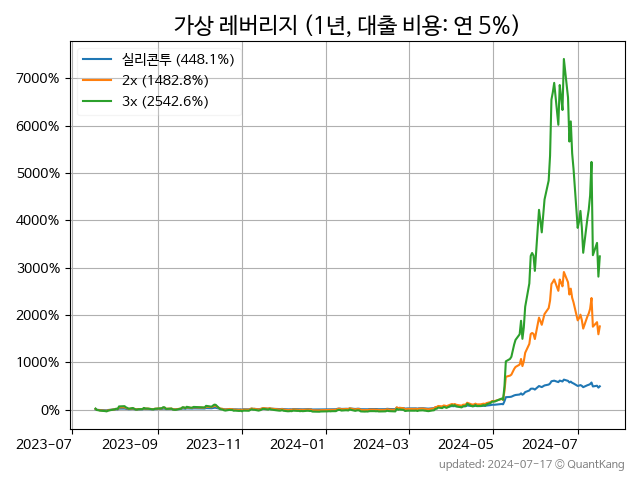 가상 레버리지 (1년, 대출 비용: 연 5%)
실리콘투 (448.1%)
2x (1482.8%)
3x (2542.6%)
7000%
6000%
5000%
4000%
3000%
2000%
1000%
0%
2023-07 2023-09 2023-11 2024-01 2024-03 2024-05 2024-07
updated: 2024-07-17 © QuantKang